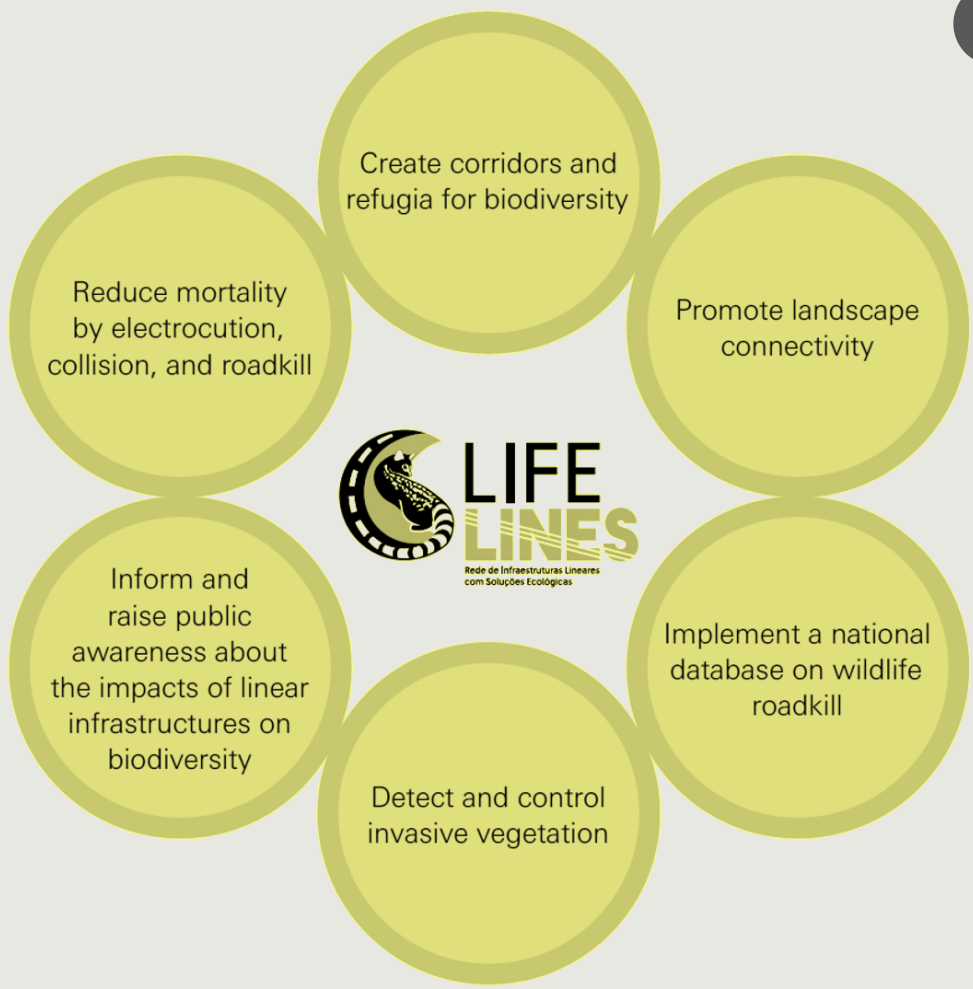 Create corridors and
refugia for biodiversity
Reduce mortality
by electrocution,
collision, and roadkill
Promote landscape
connectivity
LIFE
LINES
Rede de Infraestruturas Lineares
com Soluções Ecológicas
Inform and
raise public
awareness about
the impacts of linear
infrastructures on
biodiversity
Implement a national
database on wildlife
roadkill
Detect and control
invasive vegetation